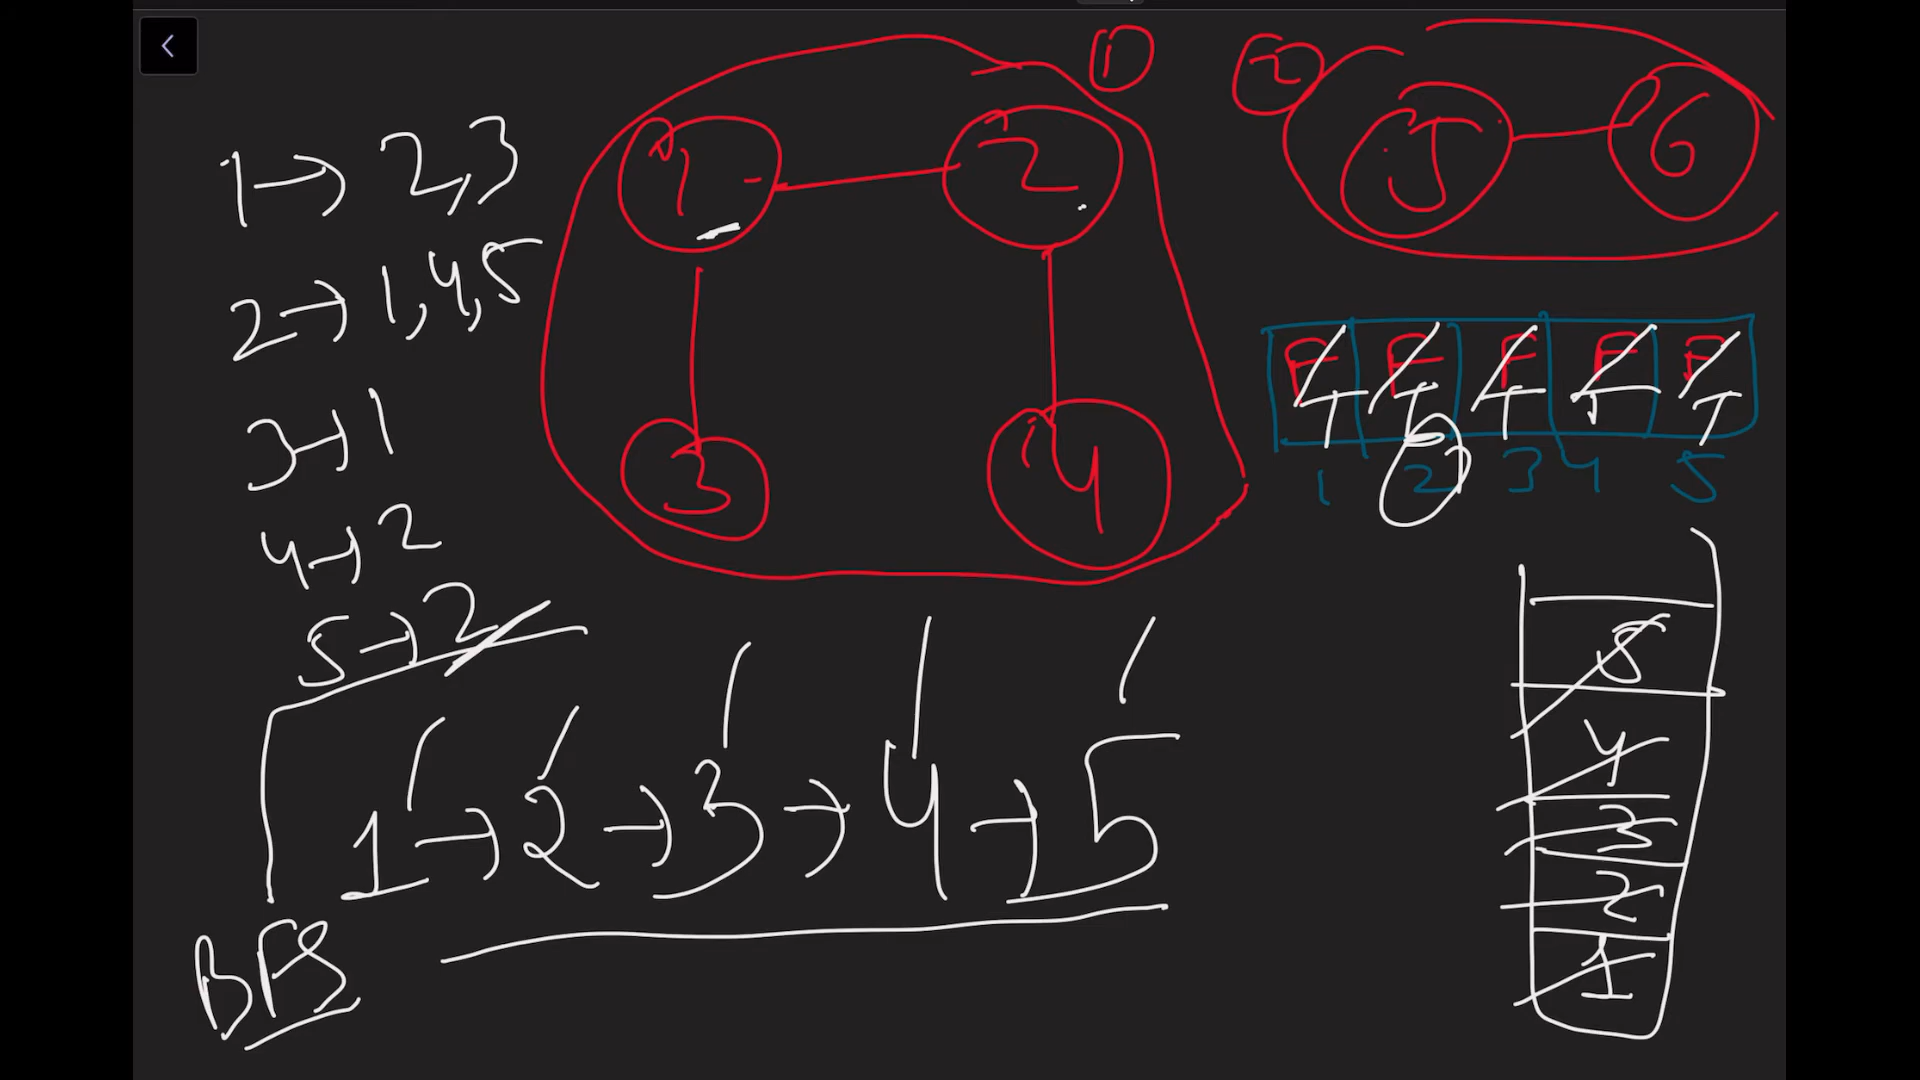 1 → 2,3
2 → 1,4,5
3 → 1
4 → 2
5 → 2
1
2
3
4
1
2
5
6
F F F F F
T T T T T
1 2 3 4 5
5
4
3
2
1
1 → 2 → 3 → 4 → 5
BFS